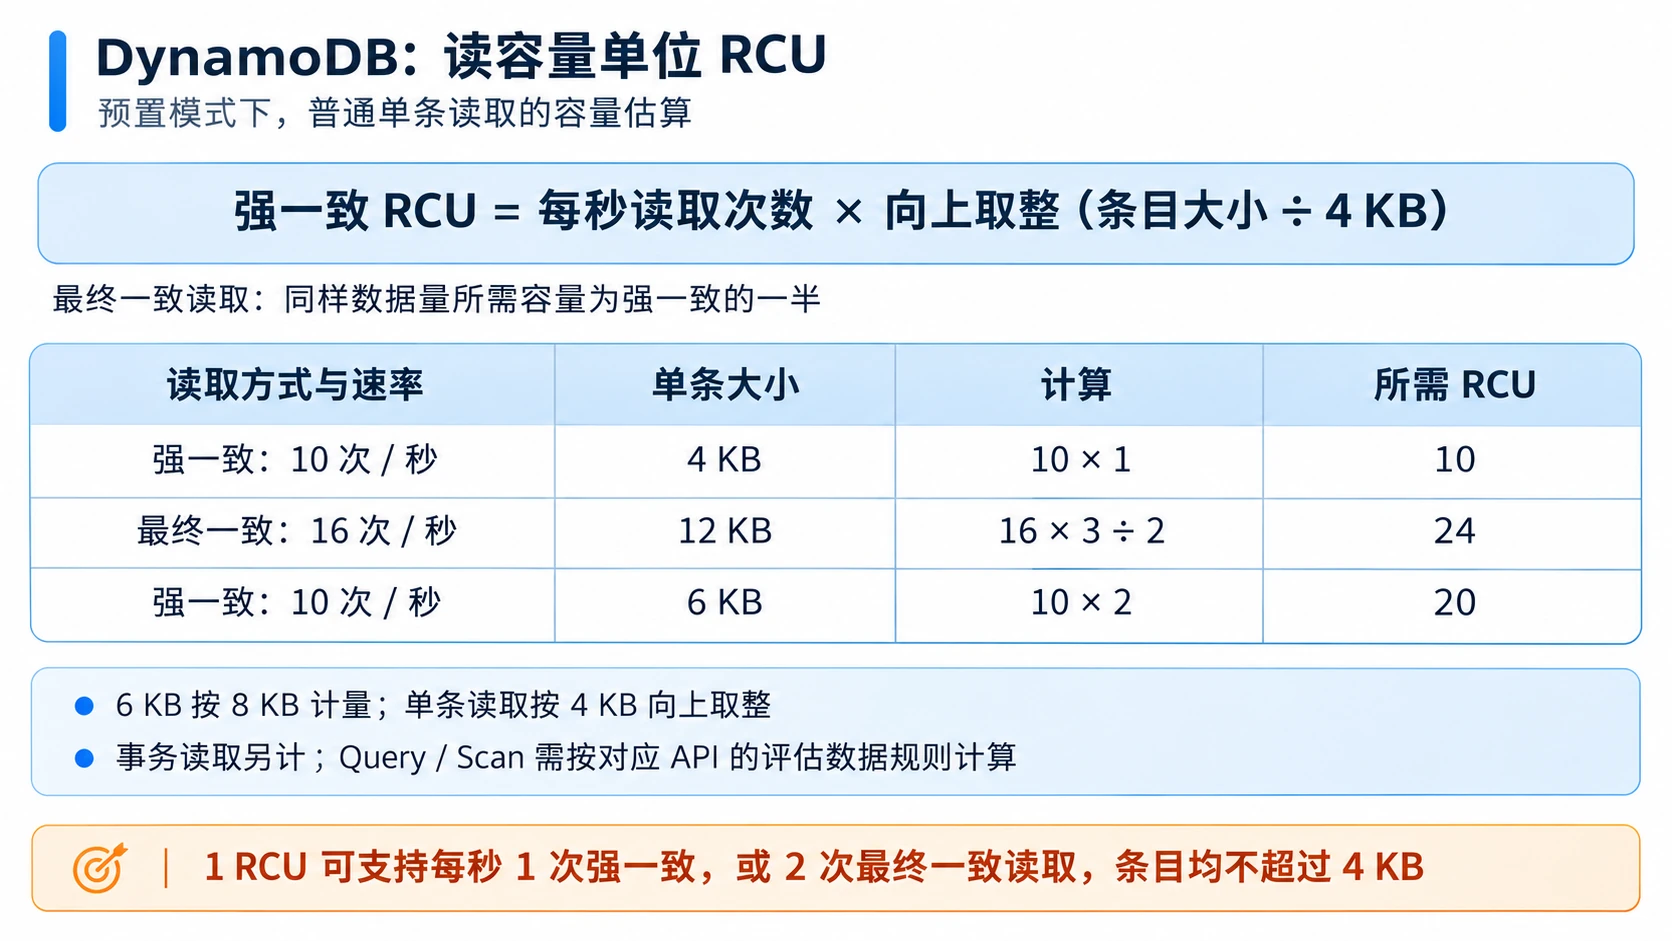 DynamoDB：读容量单位 RCU
预置模式下，普通单条读取的容量估算
强一致 RCU = 每秒读取次数 × 向上取整（条目大小 ÷ 4 KB）
最终一致读取：同样数据量所需容量为强一致的一半
读取方式与速率 单条大小 计算 所需 RCU
强一致：10 次 / 秒 4 KB 10 × 1 10
最终一致：16 次 / 秒 12 KB 16 × 3 ÷ 2 24
强一致：10 次 / 秒 6 KB 10 × 2 20
6 KB 按 8 KB 计量；单条读取按 4 KB 向上取整
事务读取另计；Query / Scan 需按对应 API 的评估数据规则计算
1 RCU 可支持每秒 1 次强一致，或 2 次最终一致读取，条目均不超过 4 KB